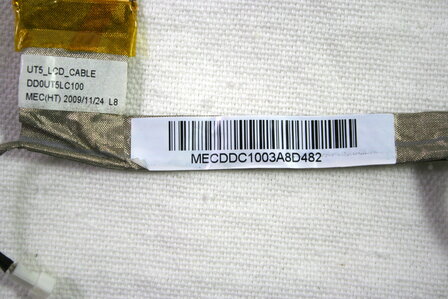 UT5_LCD_CABLE
DD0UT5LC100
MEC(HT) 2009/11/24 L8
MECDDC1003A8D482